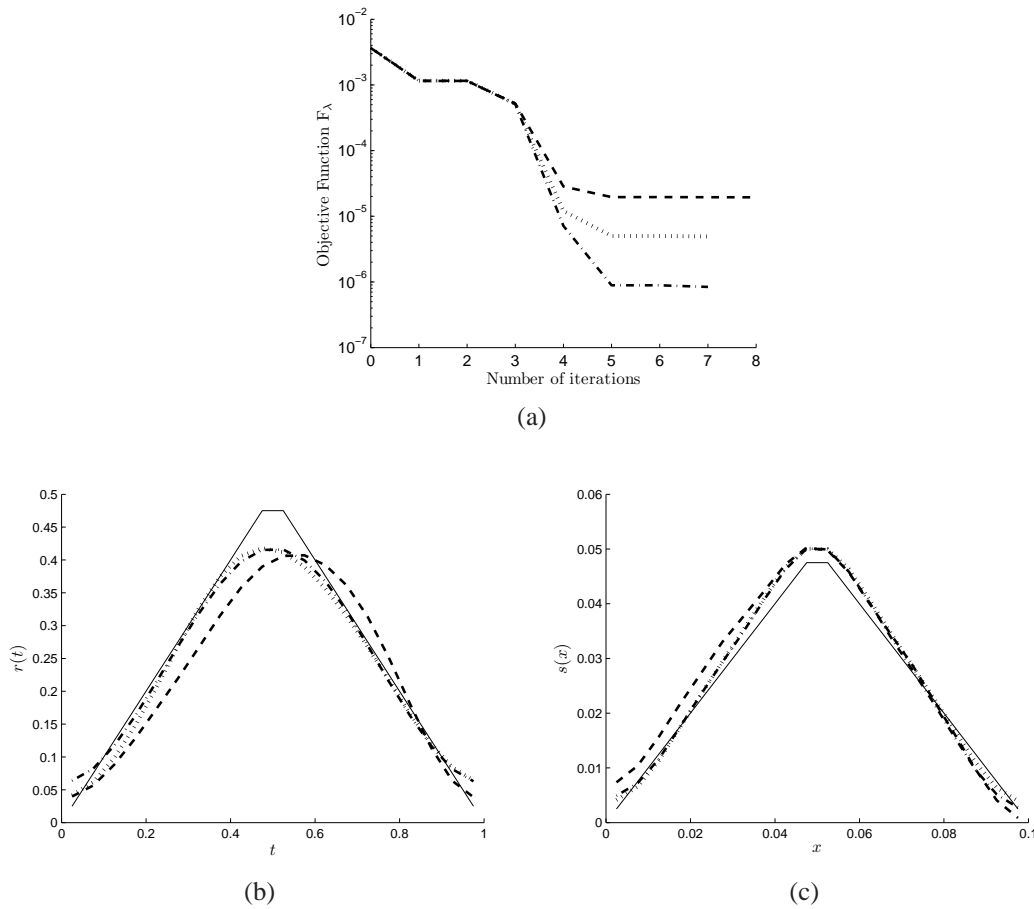 10^-2
10^-3
10^-4
10^-5
10^-6
10^-7
Objective Function F_λ
0 1 2 3 4 5 6 7 8
Number of iterations
(a)
0.5
0.45
0.4
0.35
0.3
0.25
0.2
0.15
0.1
0.05
0
r(t)
0 0.2 0.4 0.6 0.8 1
t
(b)
0.06
0.05
0.04
0.03
0.02
0.01
0
s(x)
0 0.02 0.04 0.06 0.08 0.1
x
(c)